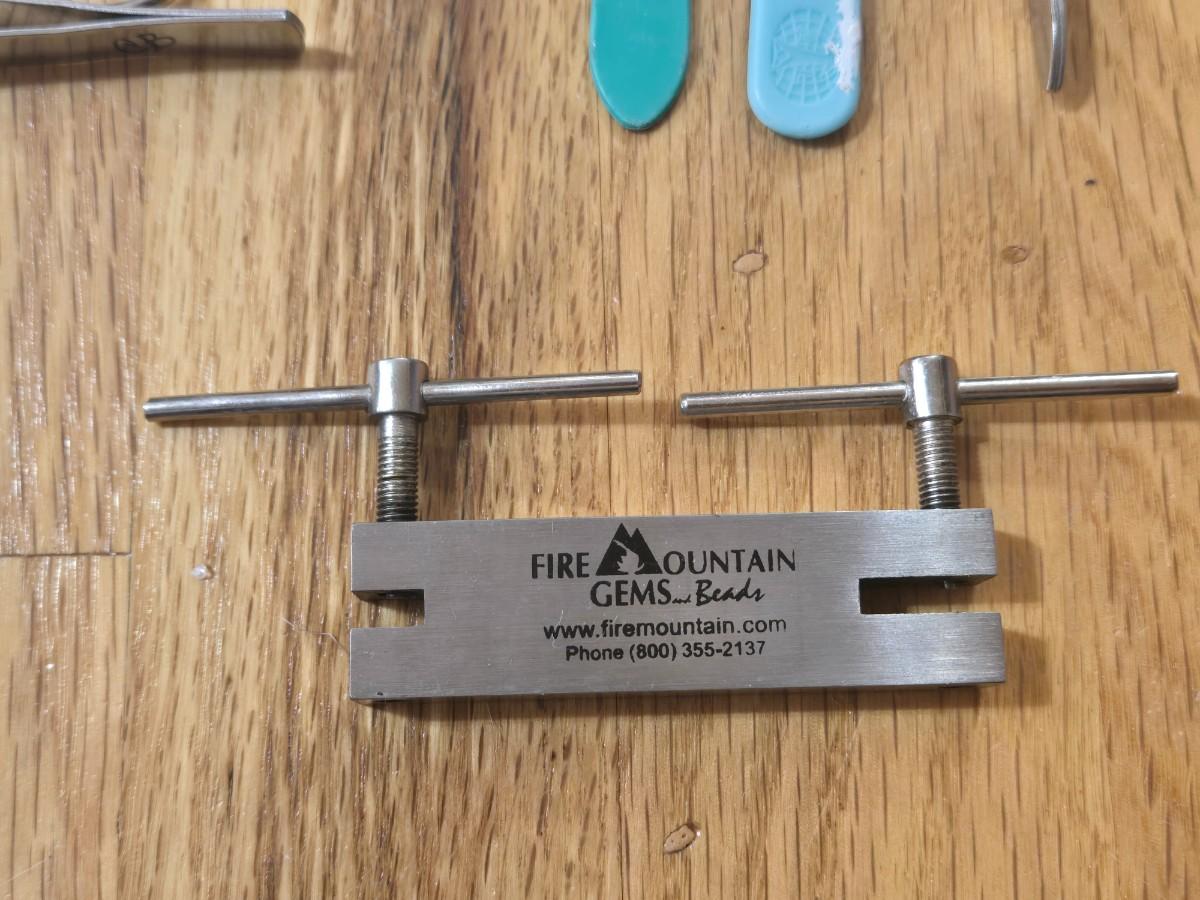 FIRE MOUNTAIN
GEMS and Beads
www.firemountain.com
Phone (800) 355-2137